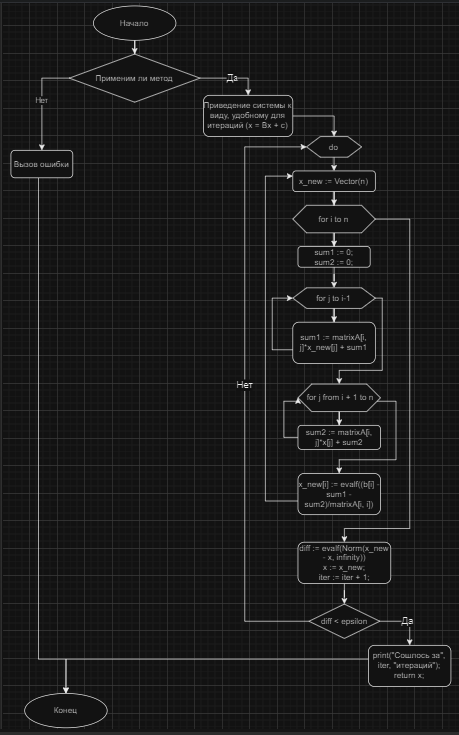 Начало
Применим ли метод
Да
Нет
Приведение системы к
виду, удобному для
итераций (x = Bx + c)
do
Вызов ошибки
x_new := Vector(n)
for i to n
sum1 := 0;
sum2 := 0;
for j to i-1
sum1 := matrixA[i,
j]*x_new[j] + sum1
Нет
for j from i + 1 to n
sum2 := matrixA[i,
j]*x[j] + sum2
x_new[i] := evalf((b[i] -
sum1 -
sum2)/matrixA[i, i])
diff := evalf(Norm(x_new
- x, infinity))
x := x_new;
iter := iter + 1;
diff < epsilon
Да
print("Сошлось за",
iter, "итераций");
return x;
Конец